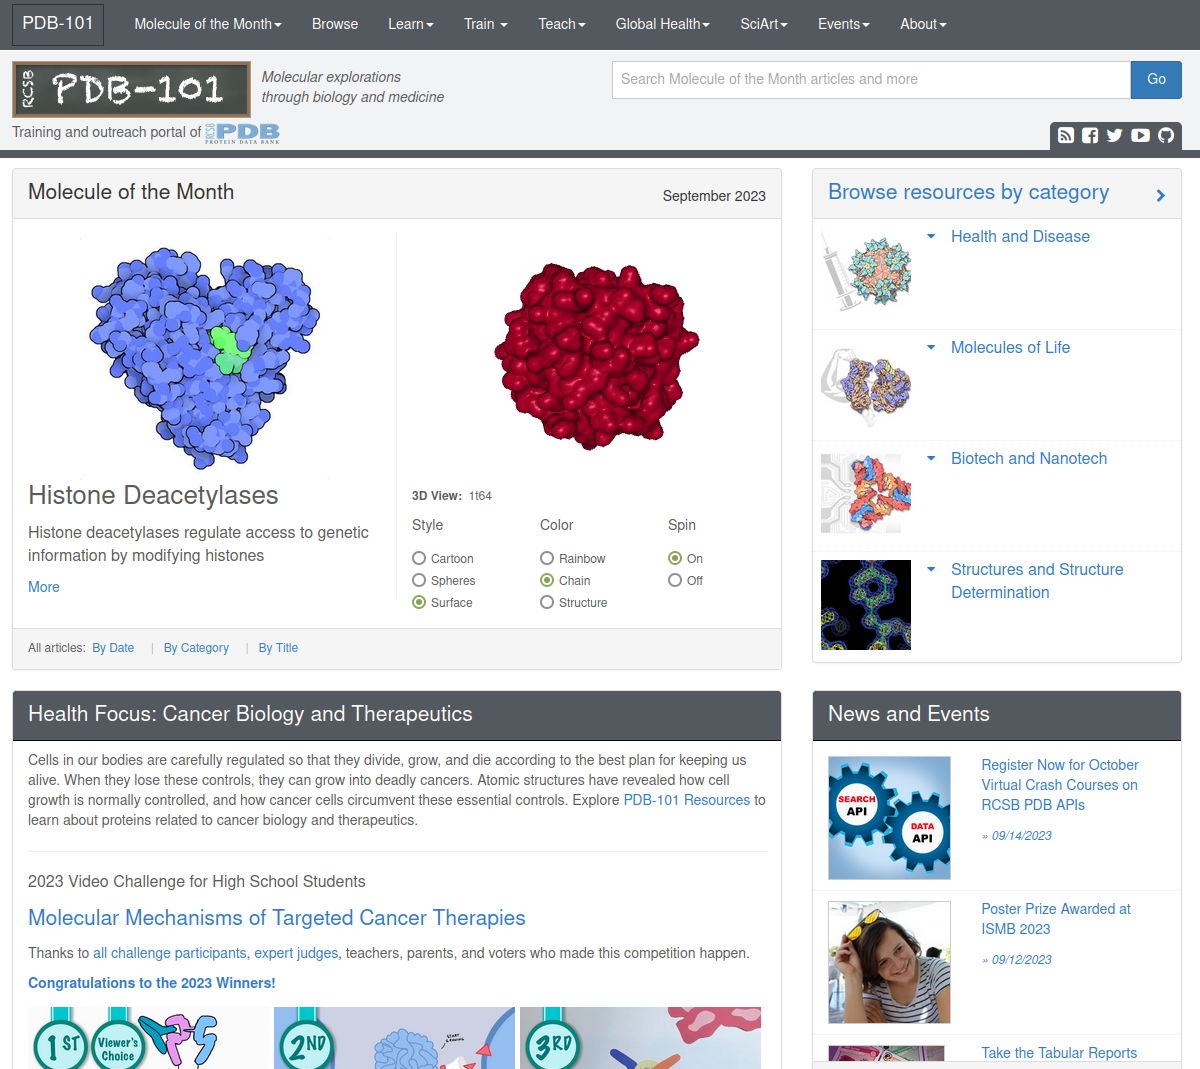 PDB-101 Molecule of the Month Browse Learn Train Teach Global Health SciArt Events About
RCSB PDB-101
Molecular explorations
through biology and medicine
Search Molecule of the Month articles and more Go
Training and outreach portal of RCSB PDB
PROTEIN DATA BANK
Molecule of the Month September 2023
Histone Deacetylases
Histone deacetylases regulate access to genetic
information by modifying histones
More
3D View: 1t64
Style Color Spin
Cartoon Rainbow On
Spheres Chain Off
Surface Structure
All articles: By Date | By Category | By Title
Browse resources by category
Health and Disease
Molecules of Life
Biotech and Nanotech
Structures and Structure
Determination
Health Focus: Cancer Biology and Therapeutics
Cells in our bodies are carefully regulated so that they divide, grow, and die according to the best plan for keeping us
alive. When they lose these controls, they can grow into deadly cancers. Atomic structures have revealed how cell
growth is normally controlled, and how cancer cells circumvent these essential controls. Explore PDB-101 Resources to
learn about proteins related to cancer biology and therapeutics.
2023 Video Challenge for High School Students
Molecular Mechanisms of Targeted Cancer Therapies
Thanks to all challenge participants, expert judges, teachers, parents, and voters who made this competition happen.
Congratulations to the 2023 Winners!
1ST
Viewer's
Choice
2ND
3RD
News and Events
SEARCH
API
DATA
API
Register Now for October
Virtual Crash Courses on
RCSB PDB APIs
» 09/14/2023
Poster Prize Awarded at
ISMB 2023
» 09/12/2023
Take the Tabular Reports